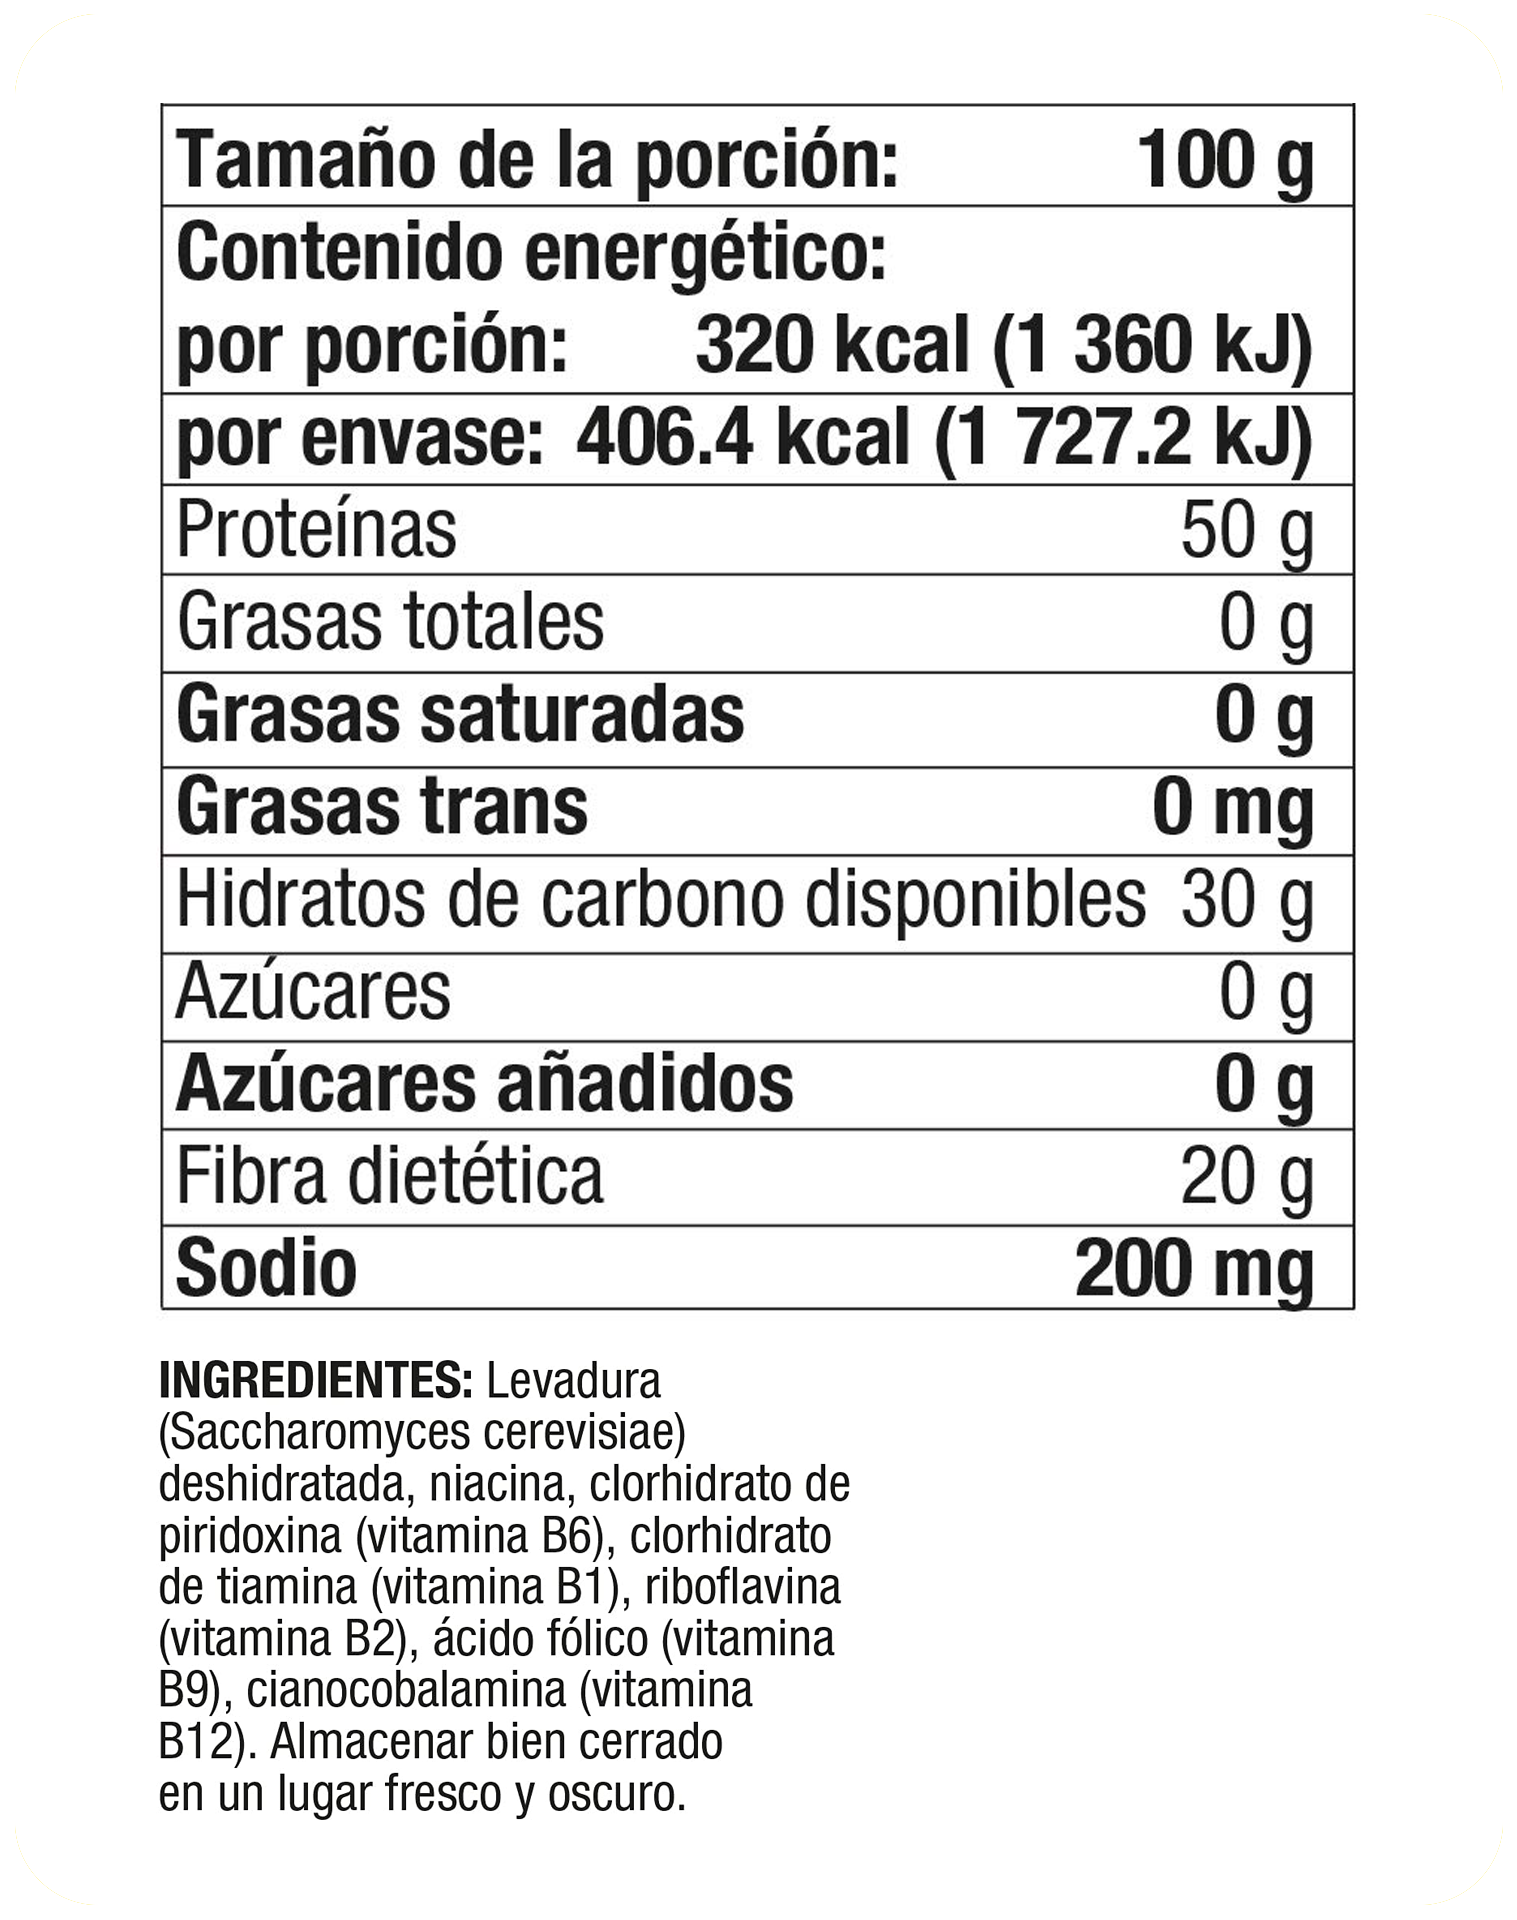 Tamaño de la porción: 100 g
Contenido energético:
por porción: 320 kcal (1 360 kJ)
por envase: 406.4 kcal (1 727.2 kJ)
Proteínas 50 g
Grasas totales 0 g
Grasas saturadas 0 g
Grasas trans 0 mg
Hidratos de carbono disponibles 30 g
Azúcares 0 g
Azúcares añadidos 0 g
Fibra dietética 20 g
Sodio 200 mg
INGREDIENTES: Levadura
(Saccharomyces cerevisiae)
deshidratada, niacina, clorhidrato de
piridoxina (vitamina B6), clorhidrato
de tiamina (vitamina B1), riboflavina
(vitamina B2), ácido fólico (vitamina
B9), cianocobalamina (vitamina
B12). Almacenar bien cerrado
en un lugar fresco y oscuro.